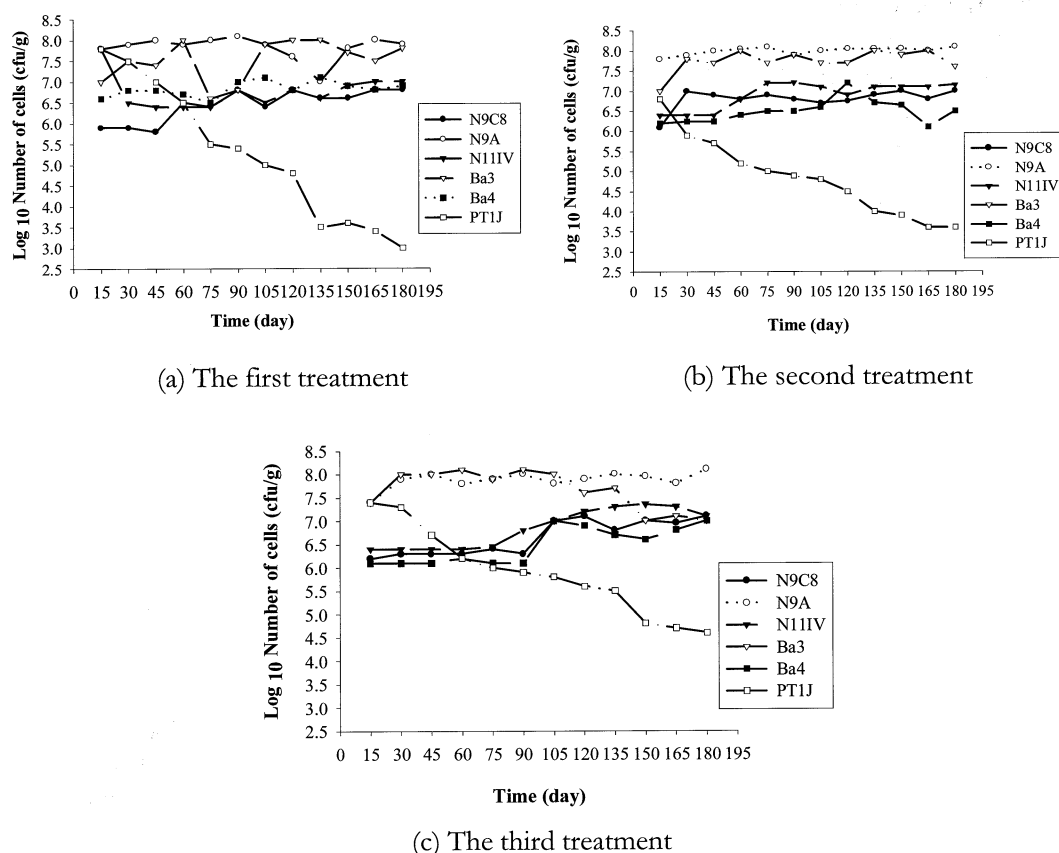 8.5
8.0
7.5
7.0
6.5
6.0
5.5
5.0
4.5
4.0
3.5
3.0
2.5
Log 10 Number of cells (cfu/g)
0 15 30 45 60 75 90 105 120 135 150 165 180 195
Time (day)
N9C8
N9A
N11IV
Ba3
Ba4
PT1J
(a) The first treatment
8.5
8.0
7.5
7.0
6.5
6.0
5.5
5.0
4.5
4.0
3.5
3.0
2.5
Log 10 Number of cells (cfu/g)
0 15 30 45 60 75 90 105 120 135 150 165 180 195
Time (day)
N9C8
N9A
N11IV
Ba3
Ba4
PT1J
(b) The second treatment
8.5
8.0
7.5
7.0
6.5
6.0
5.5
5.0
4.5
4.0
3.5
3.0
2.5
Log 10 Number of cells (cfu/g)
0 15 30 45 60 75 90 105 120 135 150 165 180 195
Time (day)
N9C8
N9A
N11IV
Ba3
Ba4
PT1J
(c) The third treatment